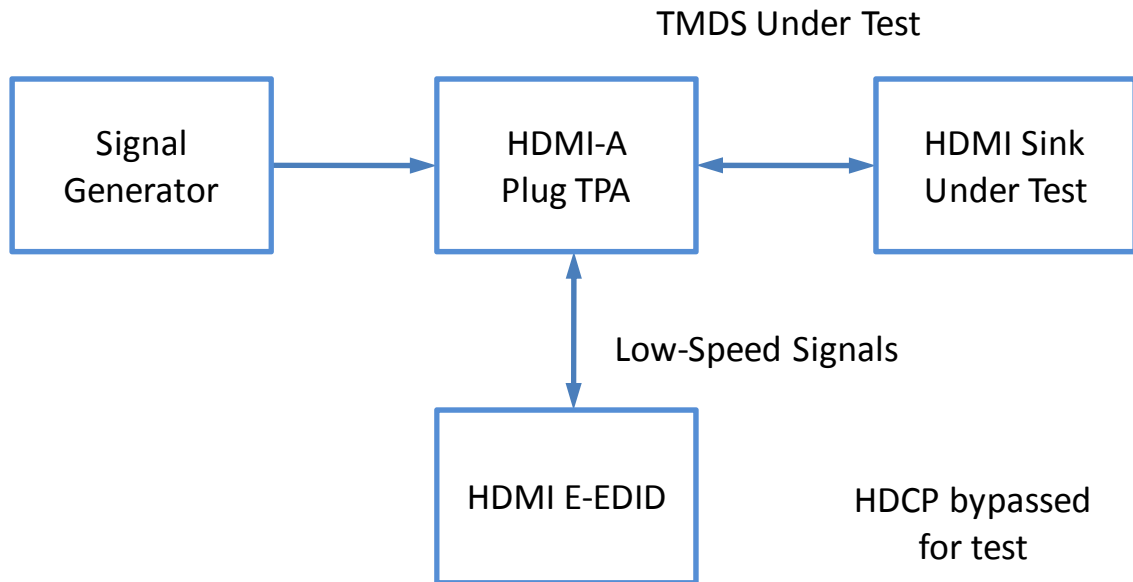 TMDS Under Test
Signal
Generator
HDMI-A
Plug TPA
HDMI Sink
Under Test
Low-Speed Signals
HDMI E-EDID
HDCP bypassed
for test